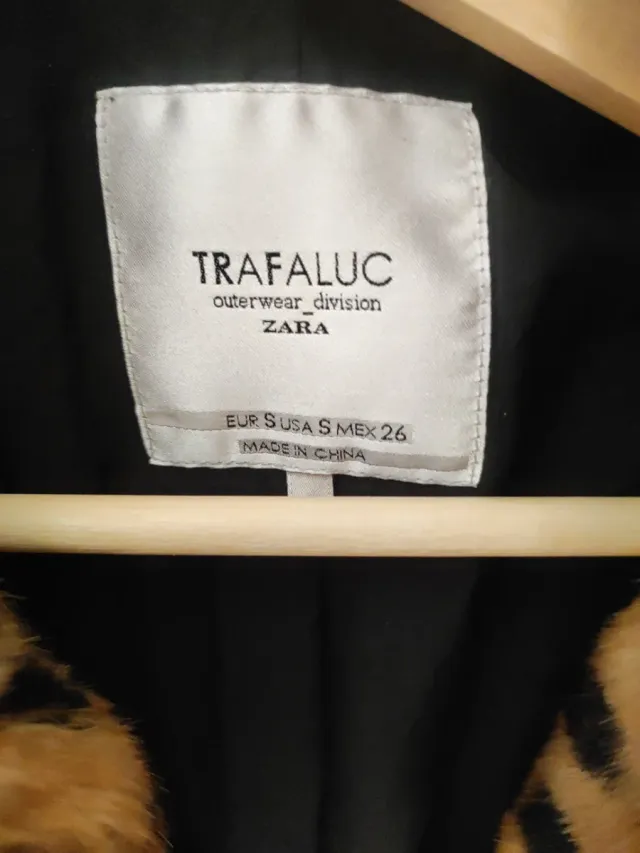 TRAFALUC
outerwear_division
ZARA
EUR S USA S MEX 26
MADE IN CHINA